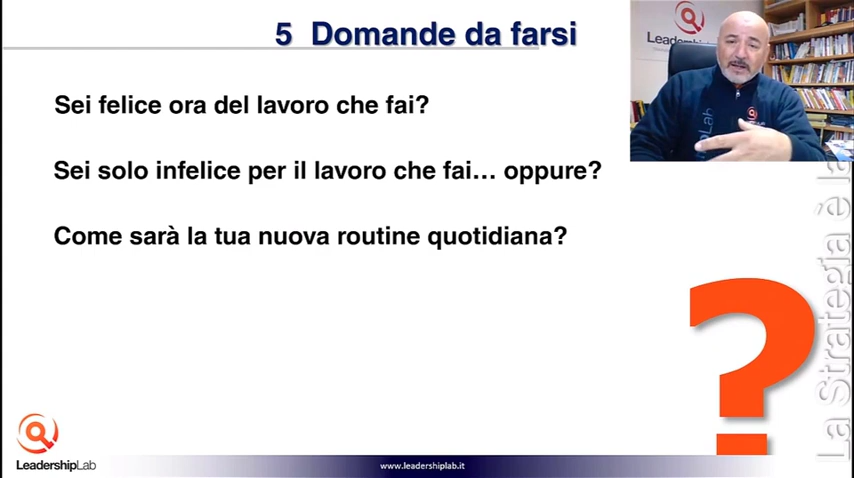 5 Domande da farsi
Leadership
Sei felice ora del lavoro che fai?
Sei solo infelice per il lavoro che fai… oppure?
Come sarà la tua nuova routine quotidiana?
La Strategia è la
LeadershipLab
www.leadershiplab.it